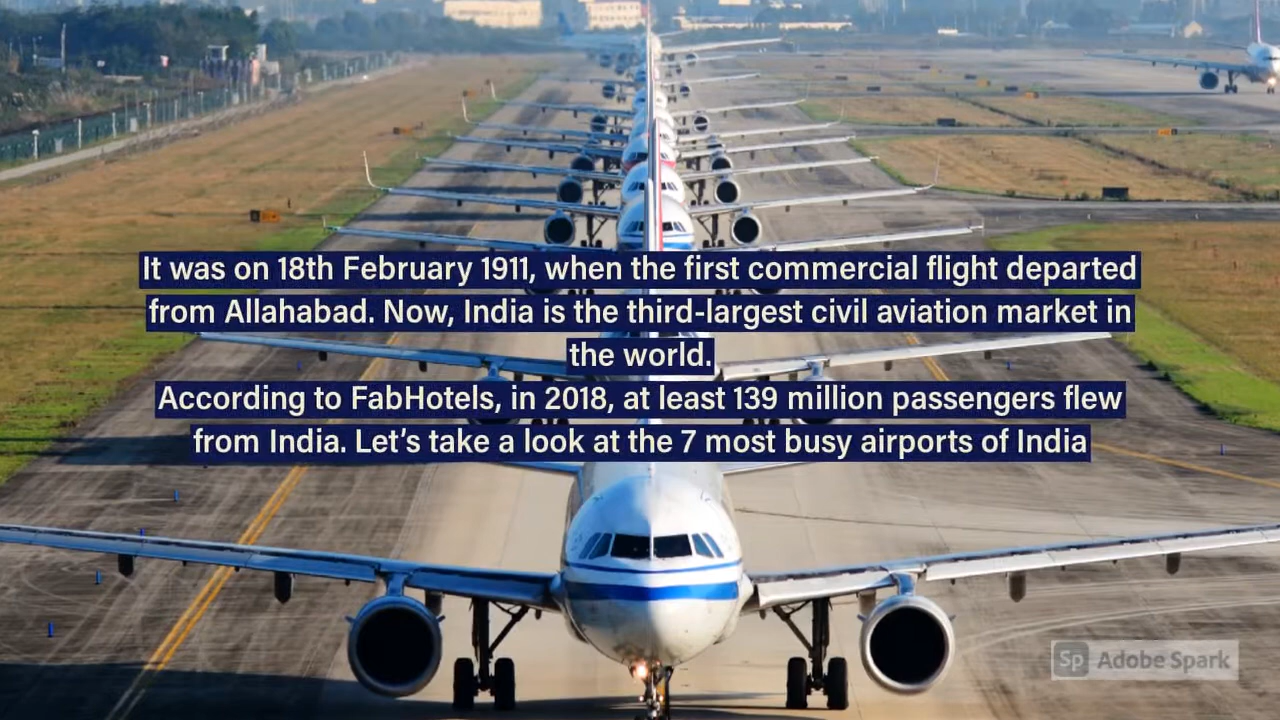 It was on 18th February 1911, when the first commercial flight departed
from Allahabad. Now, India is the third-largest civil aviation market in
the world.
According to FabHotels, in 2018, at least 139 million passengers flew
from India. Let’s take a look at the 7 most busy airports of India
Sp Adobe Spark